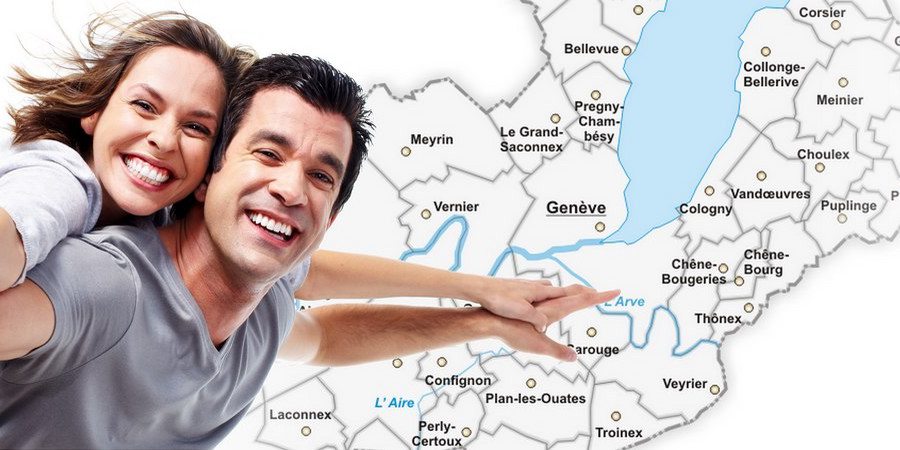 Corsier
Bellevue
Collonge-
Bellerive
Pregny-
Cham-
bésy
Meinier
Le Grand-
Saconnex
Meyrin
Choulex
Vandœuvres
Vernier
Genève
Cologny
Puplinge
Chêne-
Bougeries
Chêne-
Bourg
L'Arve
Thônex
Carouge
Confignon
Veyrier
Plan-les-Ouates
L' Aire
Laconnex
Perly-
Certoux
Troinex